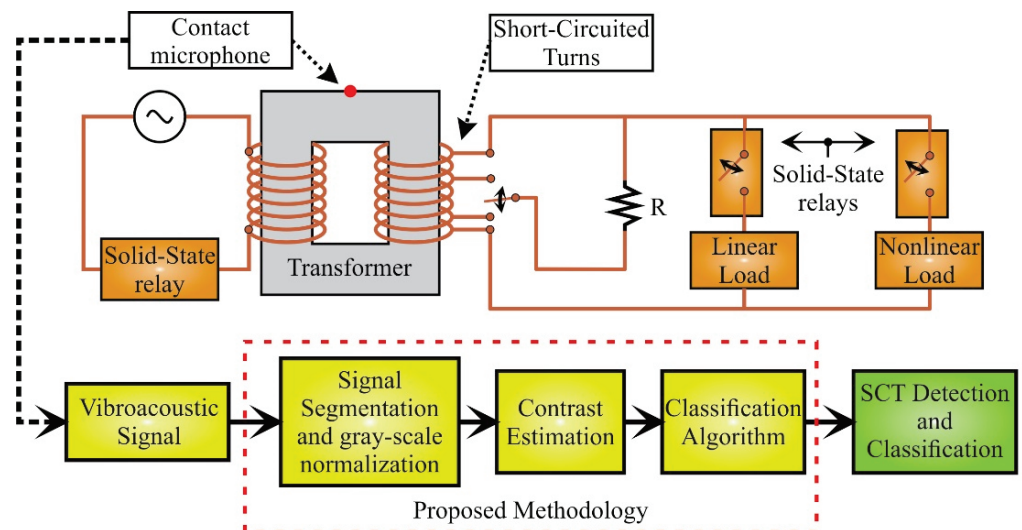 Contact
microphone
Short-Circuited
Turns
Solid-State
relay
Transformer
R
Solid-State
relays
Linear
Load
Nonlinear
Load
Vibroacoustic
Signal
Signal
Segmentation
and gray-scale
normalization
Contrast
Estimation
Classification
Algorithm
SCT Detection
and
Classification
Proposed Methodology